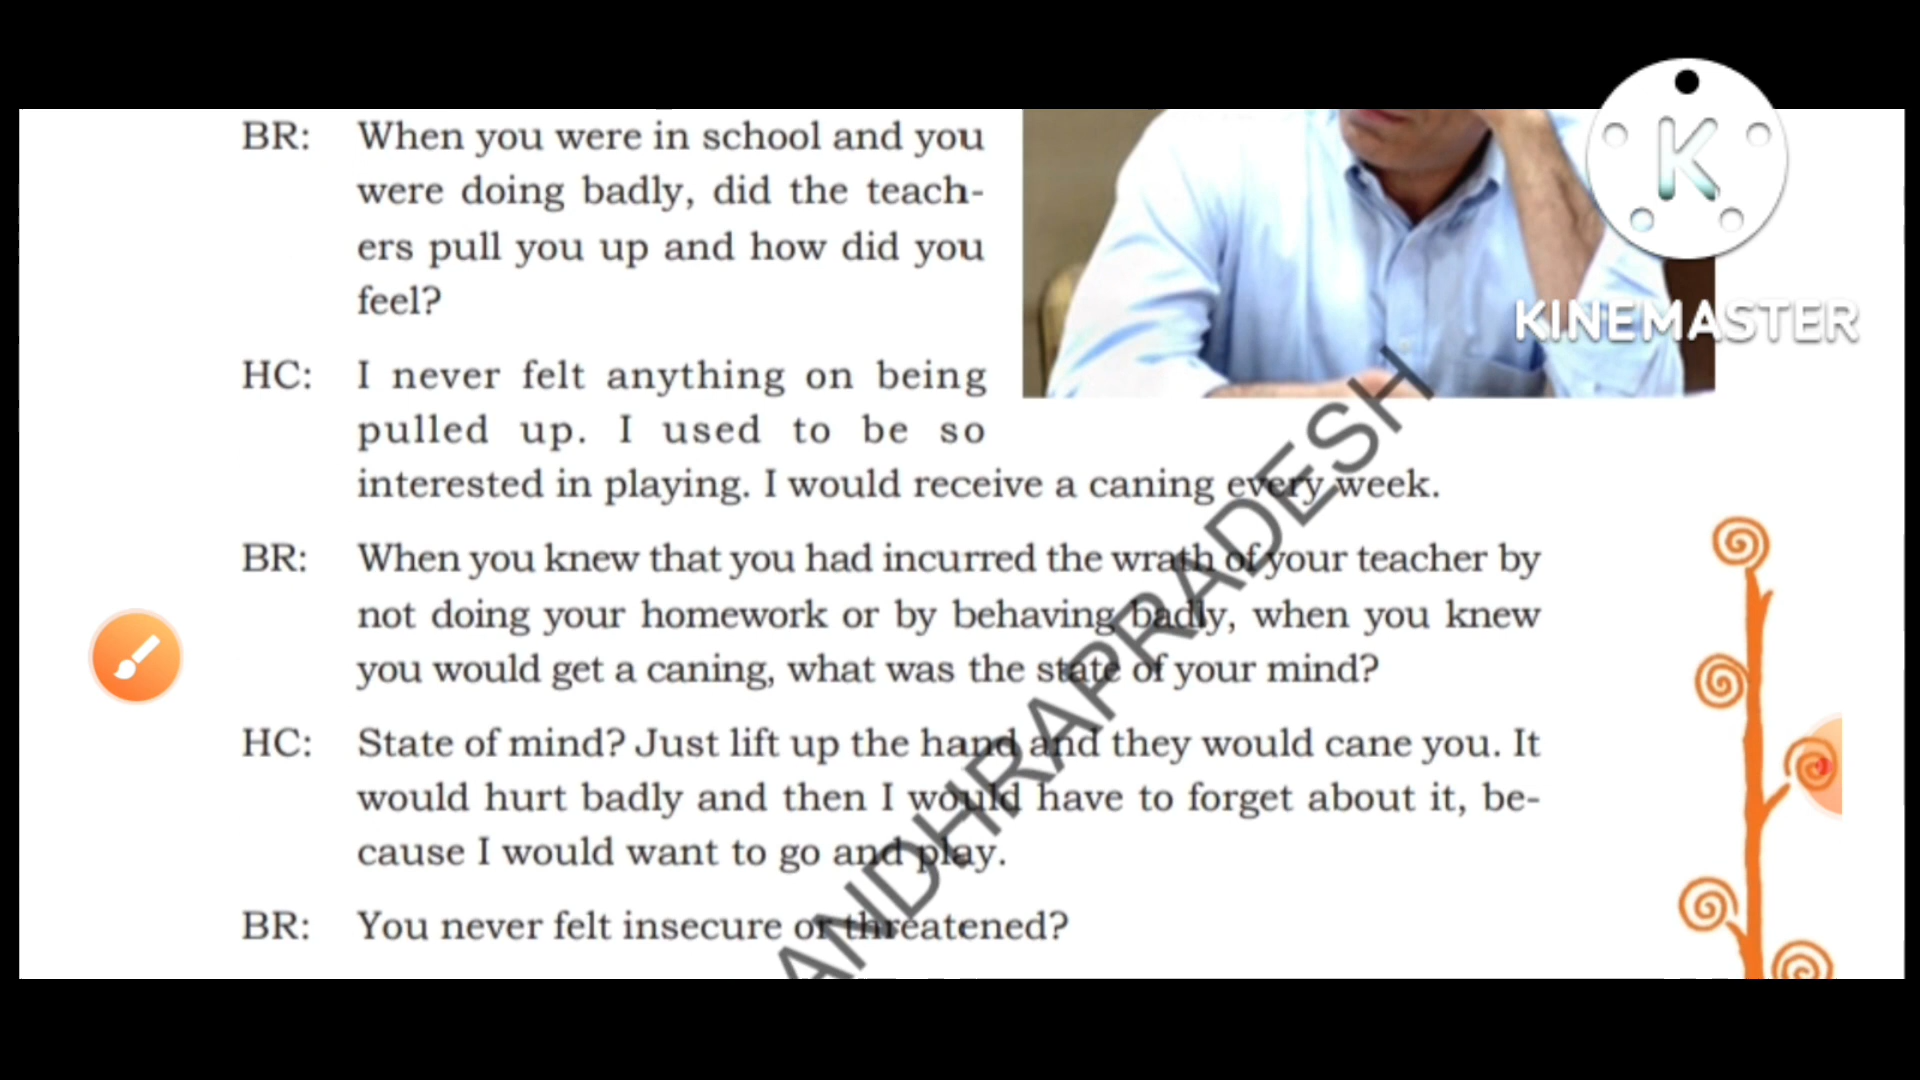 BR: When you were in school and you
were doing badly, did the teach-
ers pull you up and how did you
feel?
HC: I never felt anything on being
pulled up. I used to be so
interested in playing. I would receive a caning every week.
BR: When you knew that you had incurred the wrath of your teacher by
not doing your homework or by behaving badly, when you knew
you would get a caning, what was the state of your mind?
HC: State of mind? Just lift up the hand and they would cane you. It
would hurt badly and then I would have to forget about it, be-
cause I would want to go and play.
BR: You never felt insecure or threatened?
ANDHRAPRADESH
K
KINEMASTER